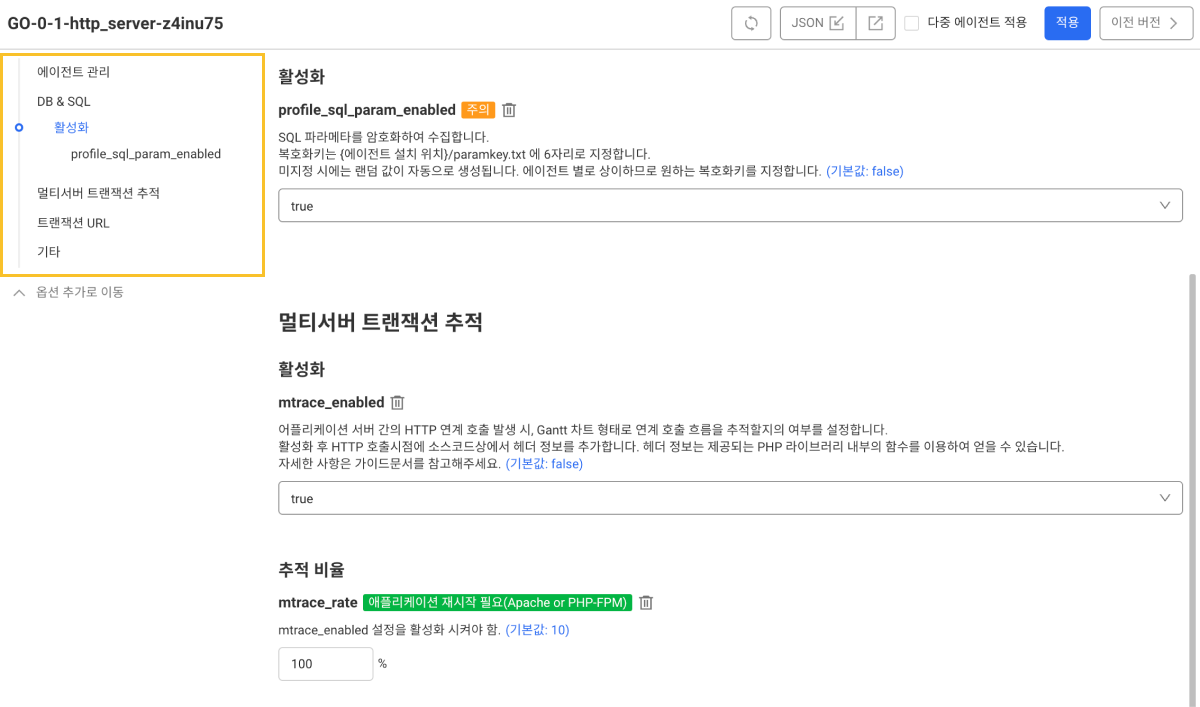 GO-0-1-http_server-z4inu75
JSON
다중 에이전트 적용
적용
이전 버전
에이전트 관리
DB & SQL
활성화
profile_sql_param_enabled
멀티서버 트랜잭션 추적
트랜잭션 URL
기타
옵션 추가로 이동
활성화
profile_sql_param_enabled 주의
SQL 파라메타를 암호화하여 수집합니다.
복호화키는 {에이전트 설치 위치}/paramkey.txt 에 6자리로 지정합니다.
미지정 시에는 랜덤 값이 자동으로 생성됩니다. 에이전트 별로 상이하므로 원하는 복호화키를 지정합니다. (기본값: false)
true
멀티서버 트랜잭션 추적
활성화
mtrace_enabled
어플리케이션 서버 간의 HTTP 연계 호출 발생 시, Gantt 차트 형태로 연계 호출 흐름을 추적할지의 여부를 설정합니다.
활성화 후 HTTP 호출시점에 소스코드상에서 헤더 정보를 추가합니다. 헤더 정보는 제공되는 PHP 라이브러리 내부의 함수를 이용하여 얻을 수 있습니다.
자세한 사항은 가이드문서를 참고해주세요. (기본값: false)
true
추적 비율
mtrace_rate 애플리케이션 재시작 필요(Apache or PHP-FPM)
mtrace_enabled 설정을 활성화 시켜야 함. (기본값: 10)
100 %